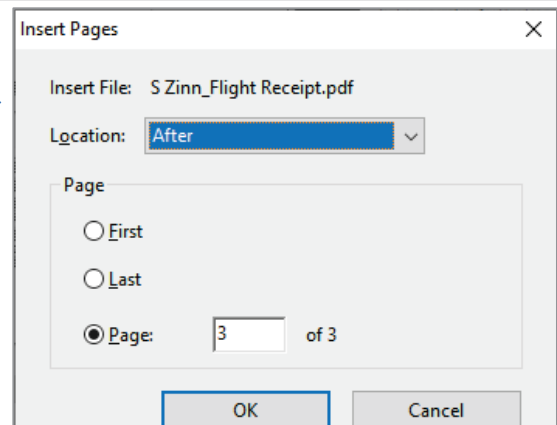 Insert Pages
Insert File: S Zinn_Flight Receipt.pdf
Location: After
Page
First
Last
Page: 3 of 3
OK Cancel